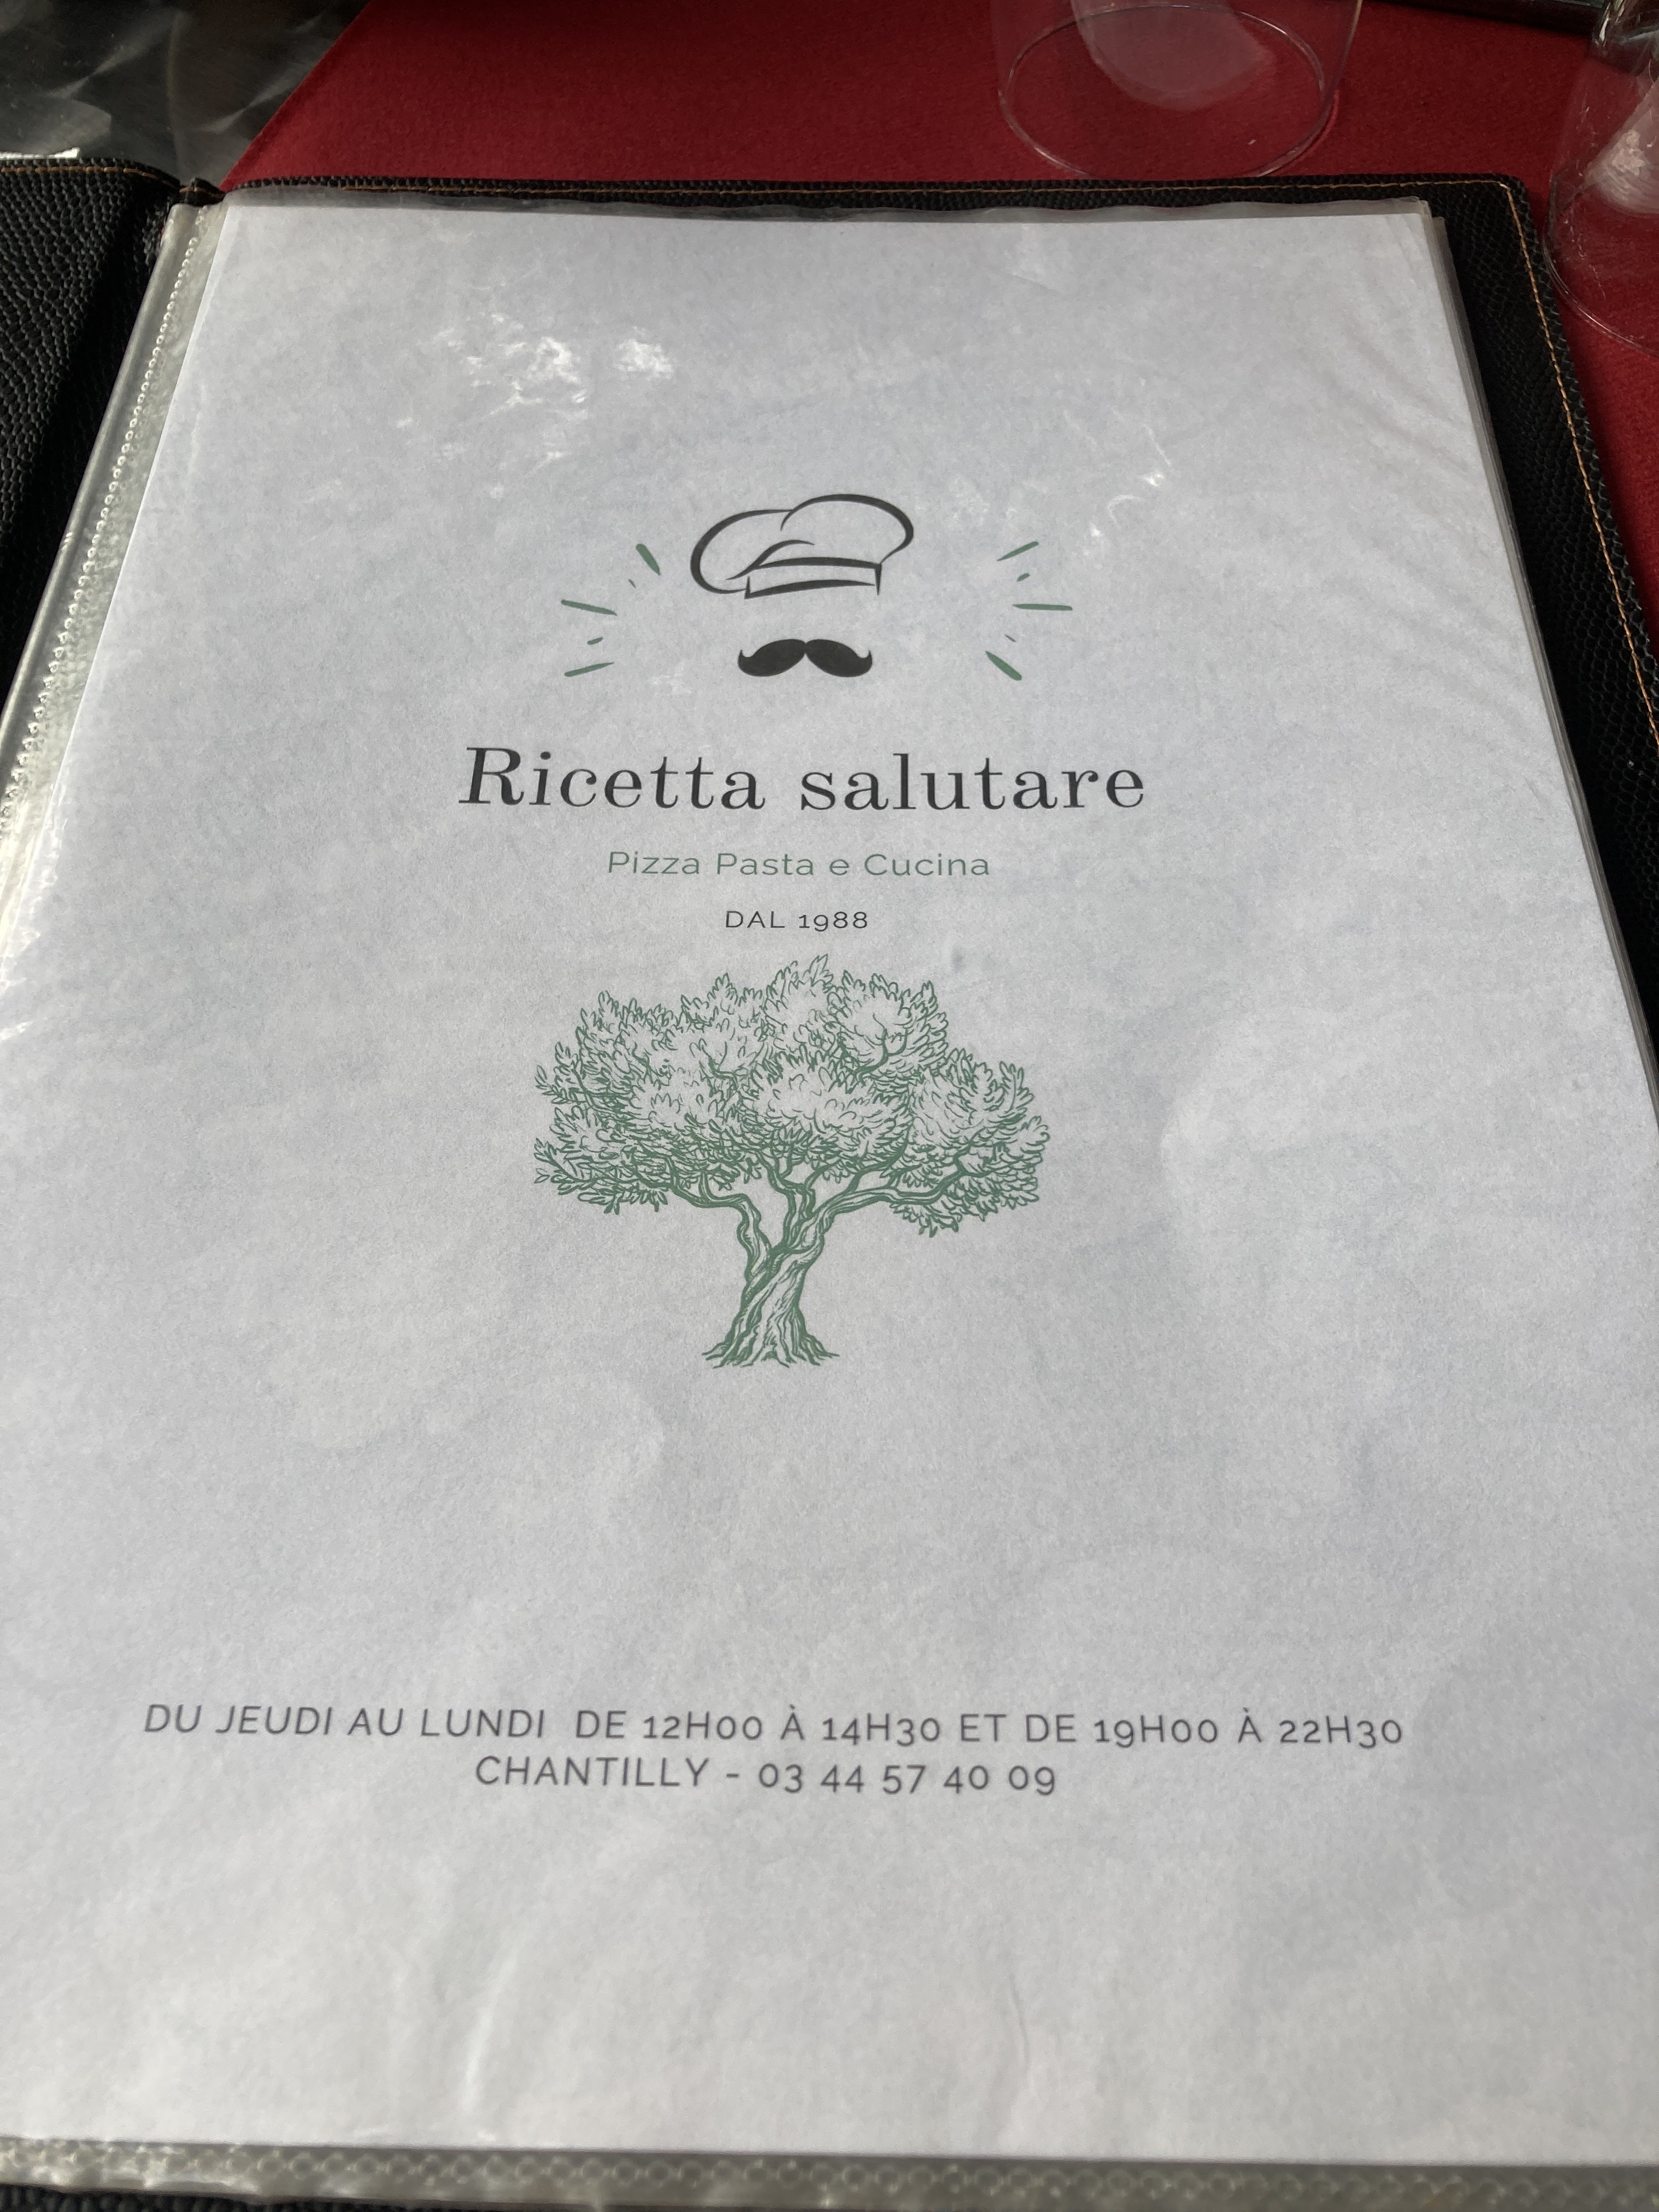 Ricetta salutare
Pizza Pasta e Cucina
DAL 1988
DU JEUDI AU LUNDI DE 12H00 À 14H30 ET DE 19H00 À 22H30
CHANTILLY - 03 44 57 40 09